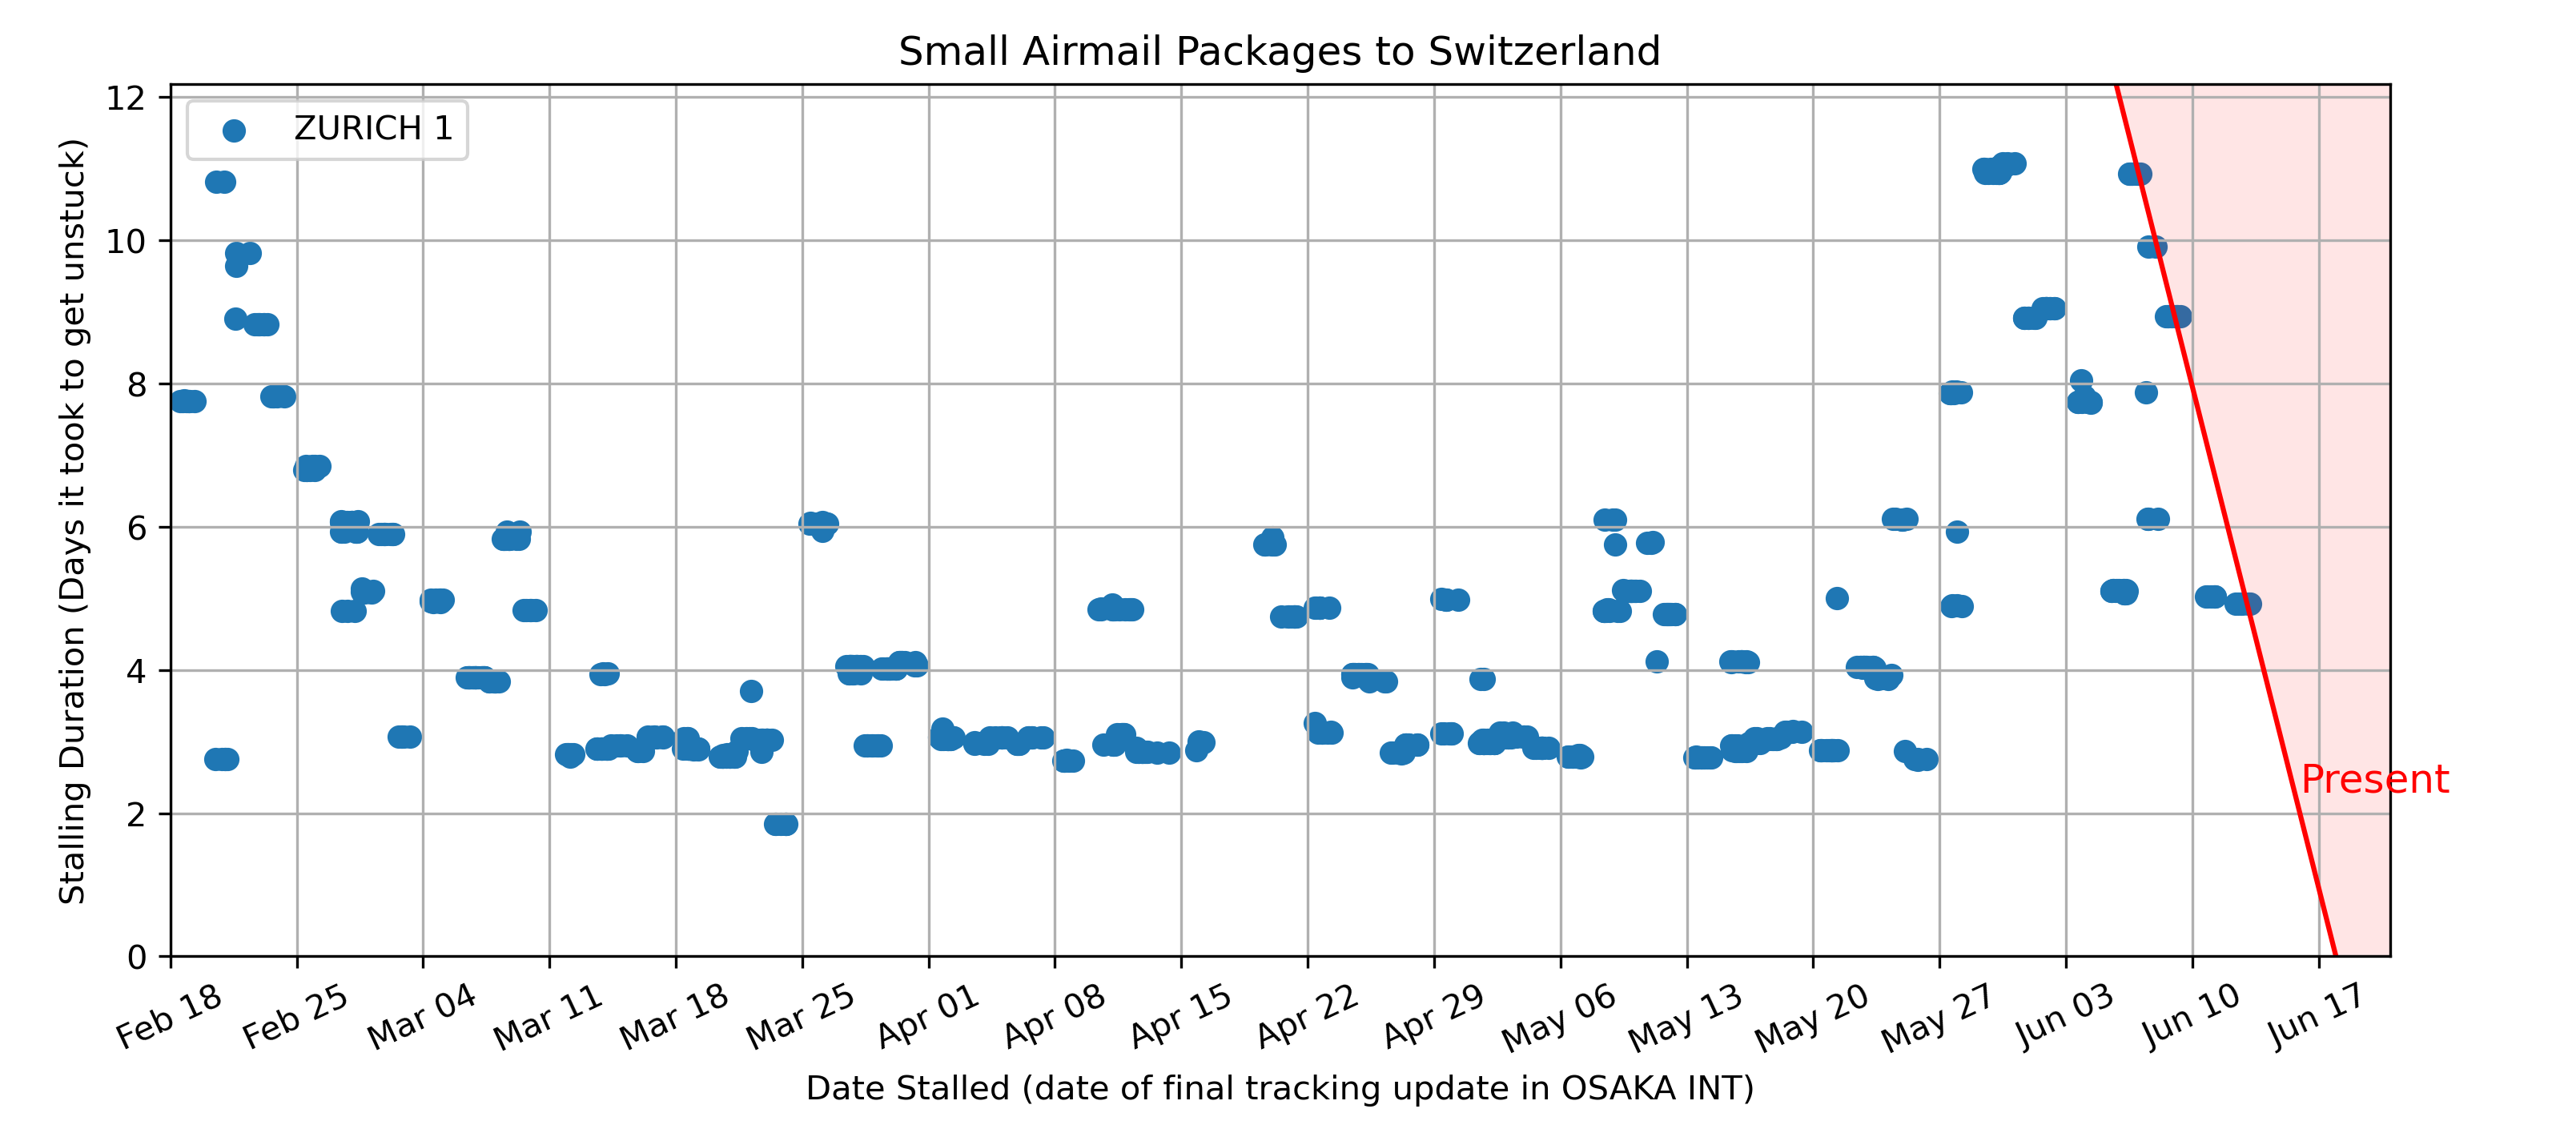 Small Airmail Packages to Switzerland
Stalling Duration (Days it took to get unstuck)
12
10
8
6
4
2
0
ZURICH 1
Present
Feb 18
Feb 25
Mar 04
Mar 11
Mar 18
Mar 25
Apr 01
Apr 08
Apr 15
Apr 22
Apr 29
May 06
May 13
May 20
May 27
Jun 03
Jun 10
Jun 17
Date Stalled (date of final tracking update in OSAKA INT)